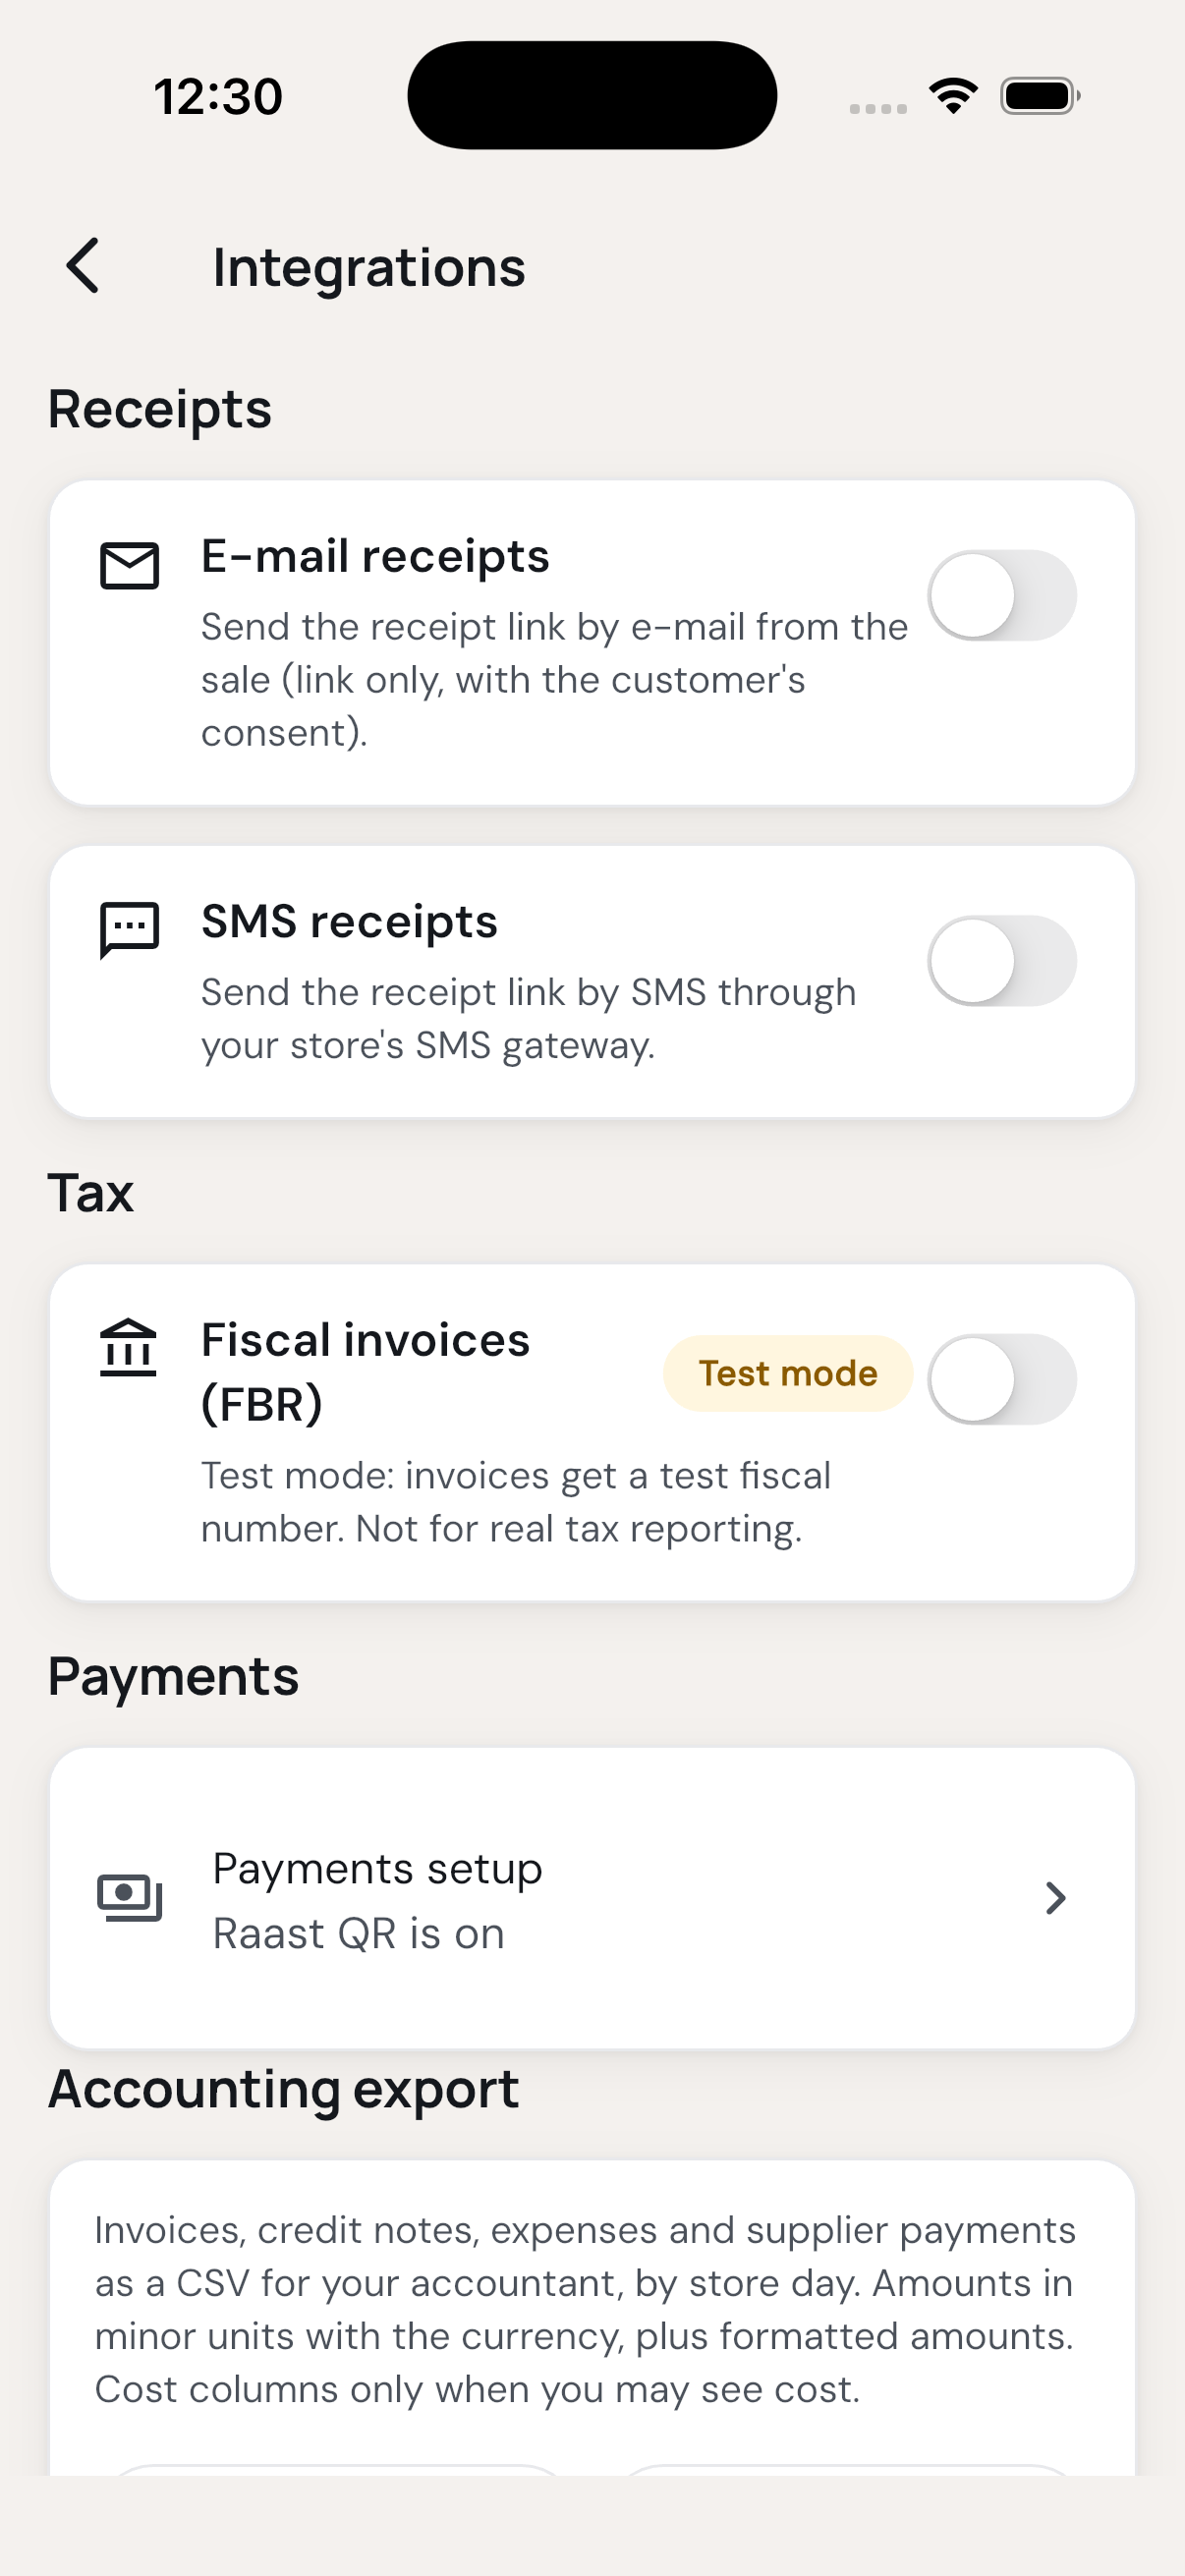 12:30
Integrations
Receipts
E-mail receipts
Send the receipt link by e-mail from the
sale (link only, with the customer's
consent).
SMS receipts
Send the receipt link by SMS through
your store's SMS gateway.
Tax
Fiscal invoices
(FBR)
Test mode
Test mode: invoices get a test fiscal
number. Not for real tax reporting.
Payments
Payments setup
Raast QR is on
Accounting export
Invoices, credit notes, expenses and supplier payments
as a CSV for your accountant, by store day. Amounts in
minor units with the currency, plus formatted amounts.
Cost columns only when you may see cost.